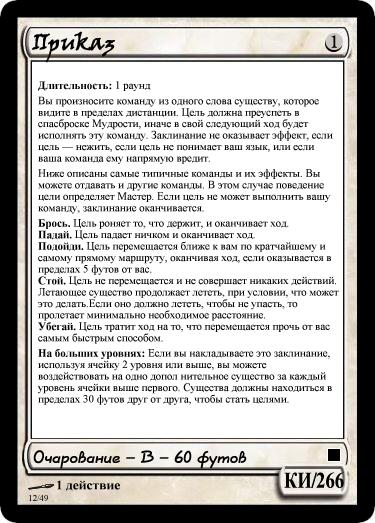 Приказ
1
Длительность: 1 раунд
Вы произносите команду из одного слова существу, которое
видите в пределах дистанции. Цель должна преуспеть в
спасброске Мудрости, иначе в свой следующий ход будет
исполнять эту команду. Заклинание не оказывает эффект, если
цель — нежить, если цель не понимает ваш язык, или если
ваша команда ему напрямую вредит.
Ниже описаны самые типичные команды и их эффекты. Вы
можете отдавать и другие команды. В этом случае поведение
цели определяет Мастер. Если цель не может выполнить вашу
команду, заклинание оканчивается.
Брось. Цель роняет то, что держит, и оканчивает ход.
Падай. Цель падает ничком и оканчивает ход.
Подойди. Цель перемещается ближе к вам по кратчайшему и
самому прямому маршруту, оканчивая ход, если оказывается в
пределах 5 футов от вас.
Стой. Цель не перемещается и не совершает никаких действий.
Летающее существо продолжает лететь, при условии, что может
это делать.Если оно должно лететь, чтобы не упасть, то
пролетает минимально необходимое расстояние.
Убегай. Цель тратит ход на то, что перемещается прочь от вас
самым быстрым способом.
На больших уровнях: Если вы накладываете это заклинание,
используя ячейку 2 уровня или выше, вы можете
воздействовать на одно допол нительное существо за каждый
уровень ячейки выше первого. Существа должны находиться в
пределах 30 футов друг от друга, чтобы стать целями.
Очарование – В – 60 футов
КИ/266
1 действие
12/49